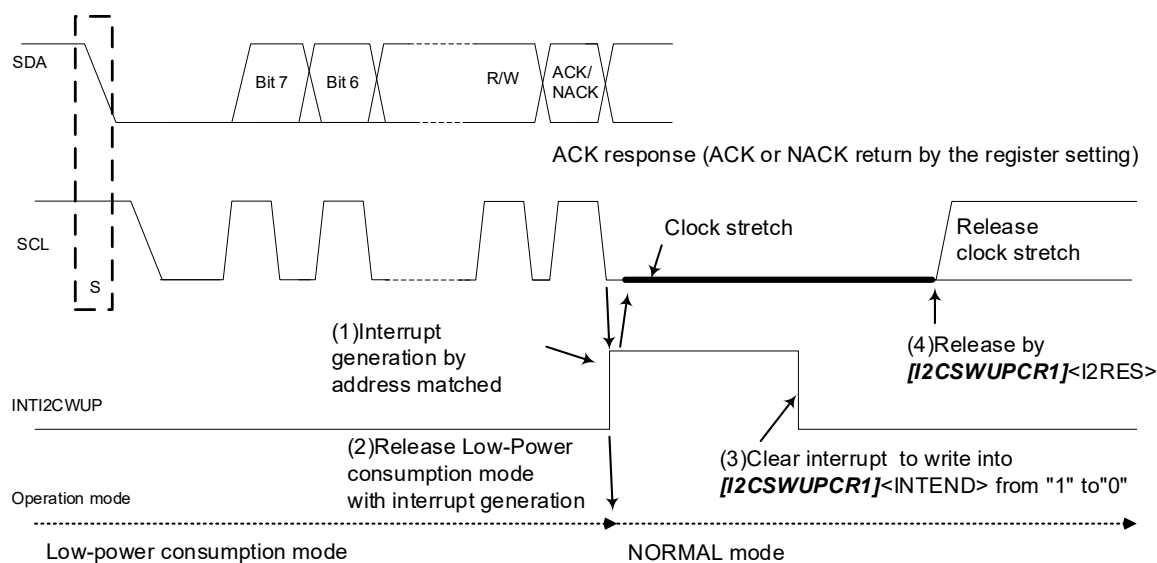 SDA
Bit 7
Bit 6
R/W
ACK/
NACK
ACK response (ACK or NACK return by the register setting)
SCL
S
Clock stretch
Release
clock stretch
(1)Interrupt
generation by
address matched
(4)Release by
[I2CSWUPCR1]<I2RES>
INTI2CWUP
(2)Release Low-Power
consumption mode
with interrupt generation
(3)Clear interrupt to write into
[I2CSWUPCR1]<INTEND> from "1" to"0"
Operation mode
Low-power consumption mode
NORMAL mode